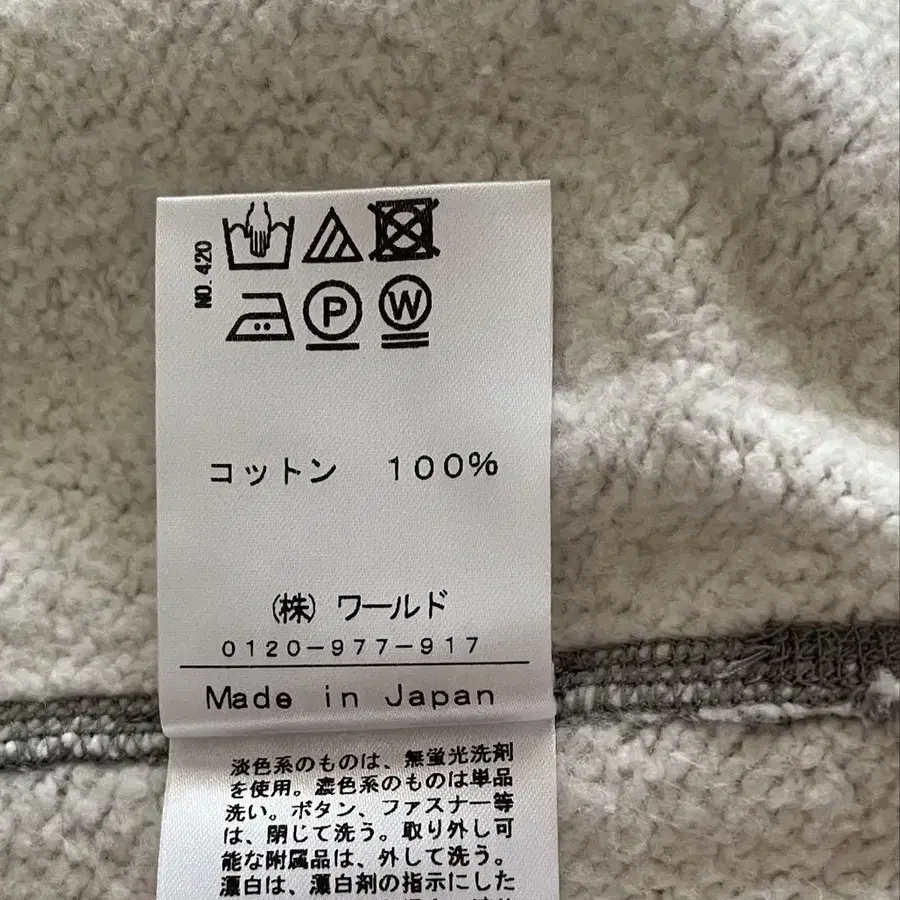 NO. 420
P W
コットン 100%
(株) ワールド
0120-977-917
Made in Japan
淡色系のものは、無蛍光洗剤
を使用。濃色系のものは単品
洗い。ボタン、ファスナー等
は、閉じて洗う。取り外し可
能な附属品は、外して洗う。
漂白は、漂白剤の指示にした